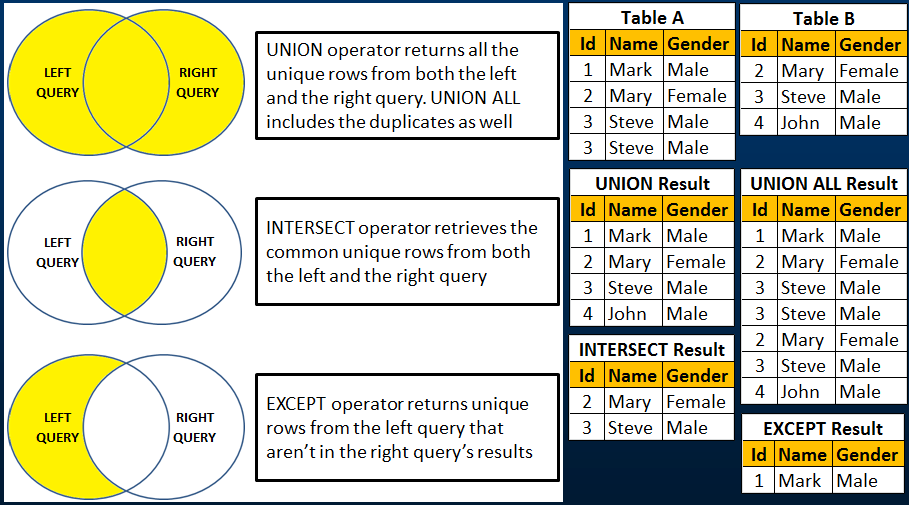 LEFT
QUERY
RIGHT
QUERY
UNION operator returns all the
unique rows from both the left
and the right query. UNION ALL
includes the duplicates as well
LEFT
QUERY
RIGHT
QUERY
INTERSECT operator retrieves the
common unique rows from both
the left and the right query
LEFT
QUERY
RIGHT
QUERY
EXCEPT operator returns unique
rows from the left query that
aren’t in the right query’s results
Table A
Id Name Gender
1 Mark Male
2 Mary Female
3 Steve Male
3 Steve Male
Table B
Id Name Gender
2 Mary Female
3 Steve Male
4 John Male
UNION Result
Id Name Gender
1 Mark Male
2 Mary Female
3 Steve Male
4 John Male
UNION ALL Result
Id Name Gender
1 Mark Male
2 Mary Female
3 Steve Male
3 Steve Male
2 Mary Female
3 Steve Male
4 John Male
INTERSECT Result
Id Name Gender
2 Mary Female
3 Steve Male
EXCEPT Result
Id Name Gender
1 Mark Male